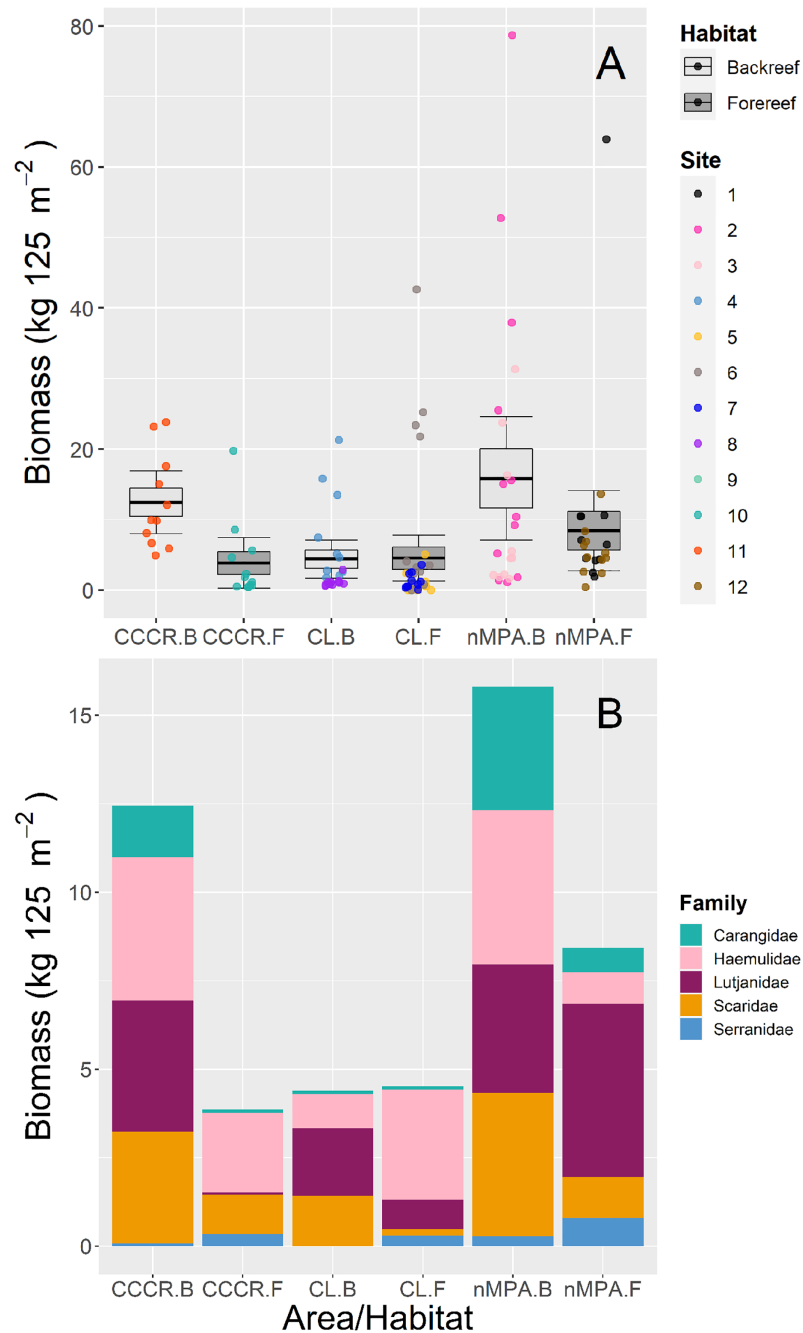 A
Biomass (kg 125 m−2 )
80
60
40
20
0
CCCR.B CCCR.F CL.B CL.F nMPA.B nMPA.F
Habitat
Backreef
Forereef
Site
1
2
3
4
5
6
7
8
9
10
11
12
B
Biomass (kg 125 m−2 )
15
10
5
0
CCCR.B CCCR.F CL.B CL.F nMPA.B nMPA.F
Area/Habitat
Family
Carangidae
Haemulidae
Lutjanidae
Scaridae
Serranidae